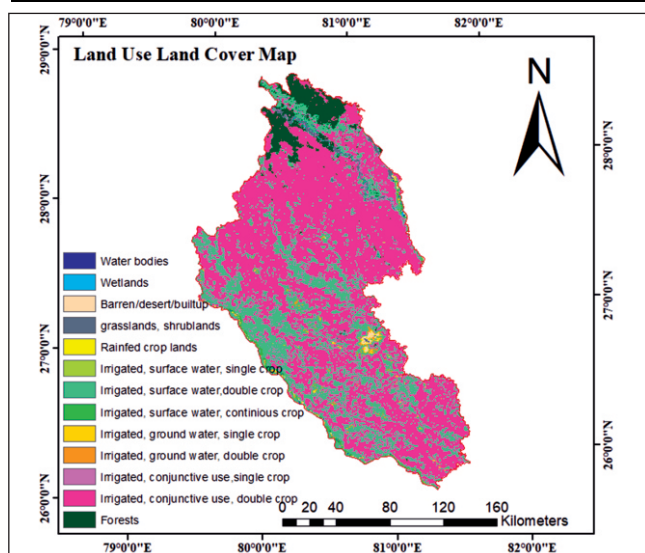 79°0'0"E 80°0'0"E 81°0'0"E 82°0'0"E
Land Use Land Cover Map
N
29°0'0"N
28°0'0"N 28°0'0"N
27°0'0"N 27°0'0"N
26°0'0"N 26°0'0"N
Water bodies
Wetlands
Barren/desert/builtup
grasslands, shrublands
Rainfed crop lands
Irrigated, surface water, single crop
Irrigated, surface water,double crop
Irrigated, surface water, continious crop
Irrigated, ground water, single crop
Irrigated, ground water, double crop
Irrigated, conjunctive use,single crop
Irrigated, conjunctive use, double crop
Forests
0 20 40 80 120 160
Kilometers
79°0'0"E 80°0'0"E 81°0'0"E 82°0'0"E